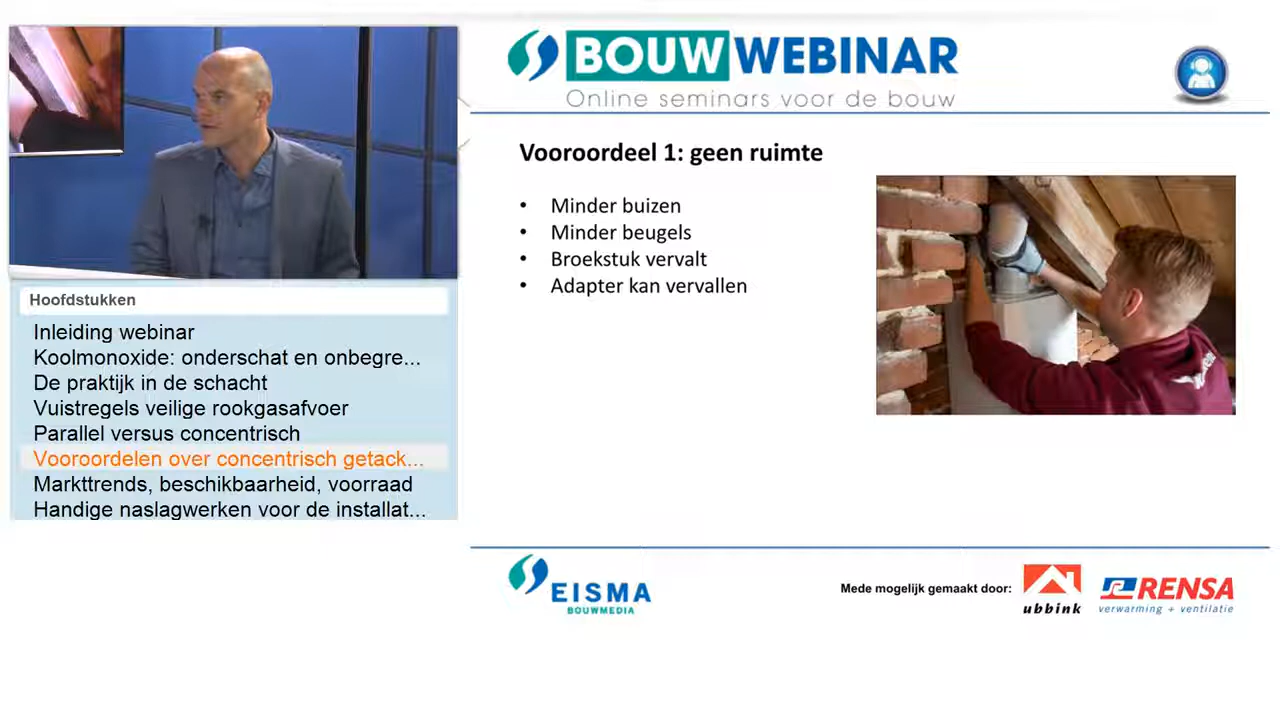 BOUWWEBINAR
Online seminars voor de bouw
Vooroordeel 1: geen ruimte
• Minder buizen
• Minder beugels
• Broekstuk vervalt
• Adapter kan vervallen
Hoofdstukken
Inleiding webinar
Koolmonoxide: onderschat en onbegre...
De praktijk in de schacht
Vuistregels veilige rookgasafvoer
Parallel versus concentrisch
Vooroordelen over concentrisch getack...
Markttrends, beschikbaarheid, voorraad
Handige naslagwerken voor de installat...
EISMA
BOUWMEDIA
Mede mogelijk gemaakt door:
ubbink
RENSA
verwarming + ventilatie